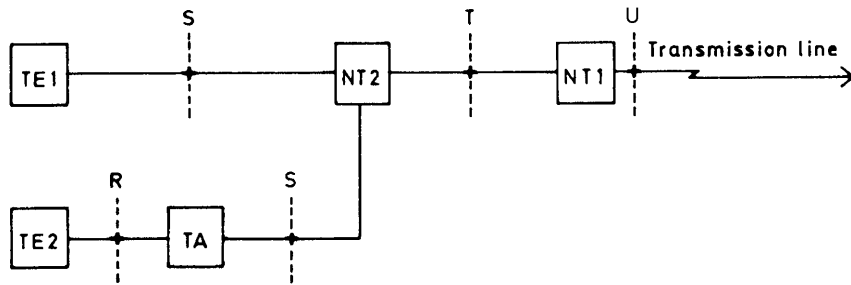 S
T
U
Transmission line
TE1
NT2
NT1
R
S
TE2
TA